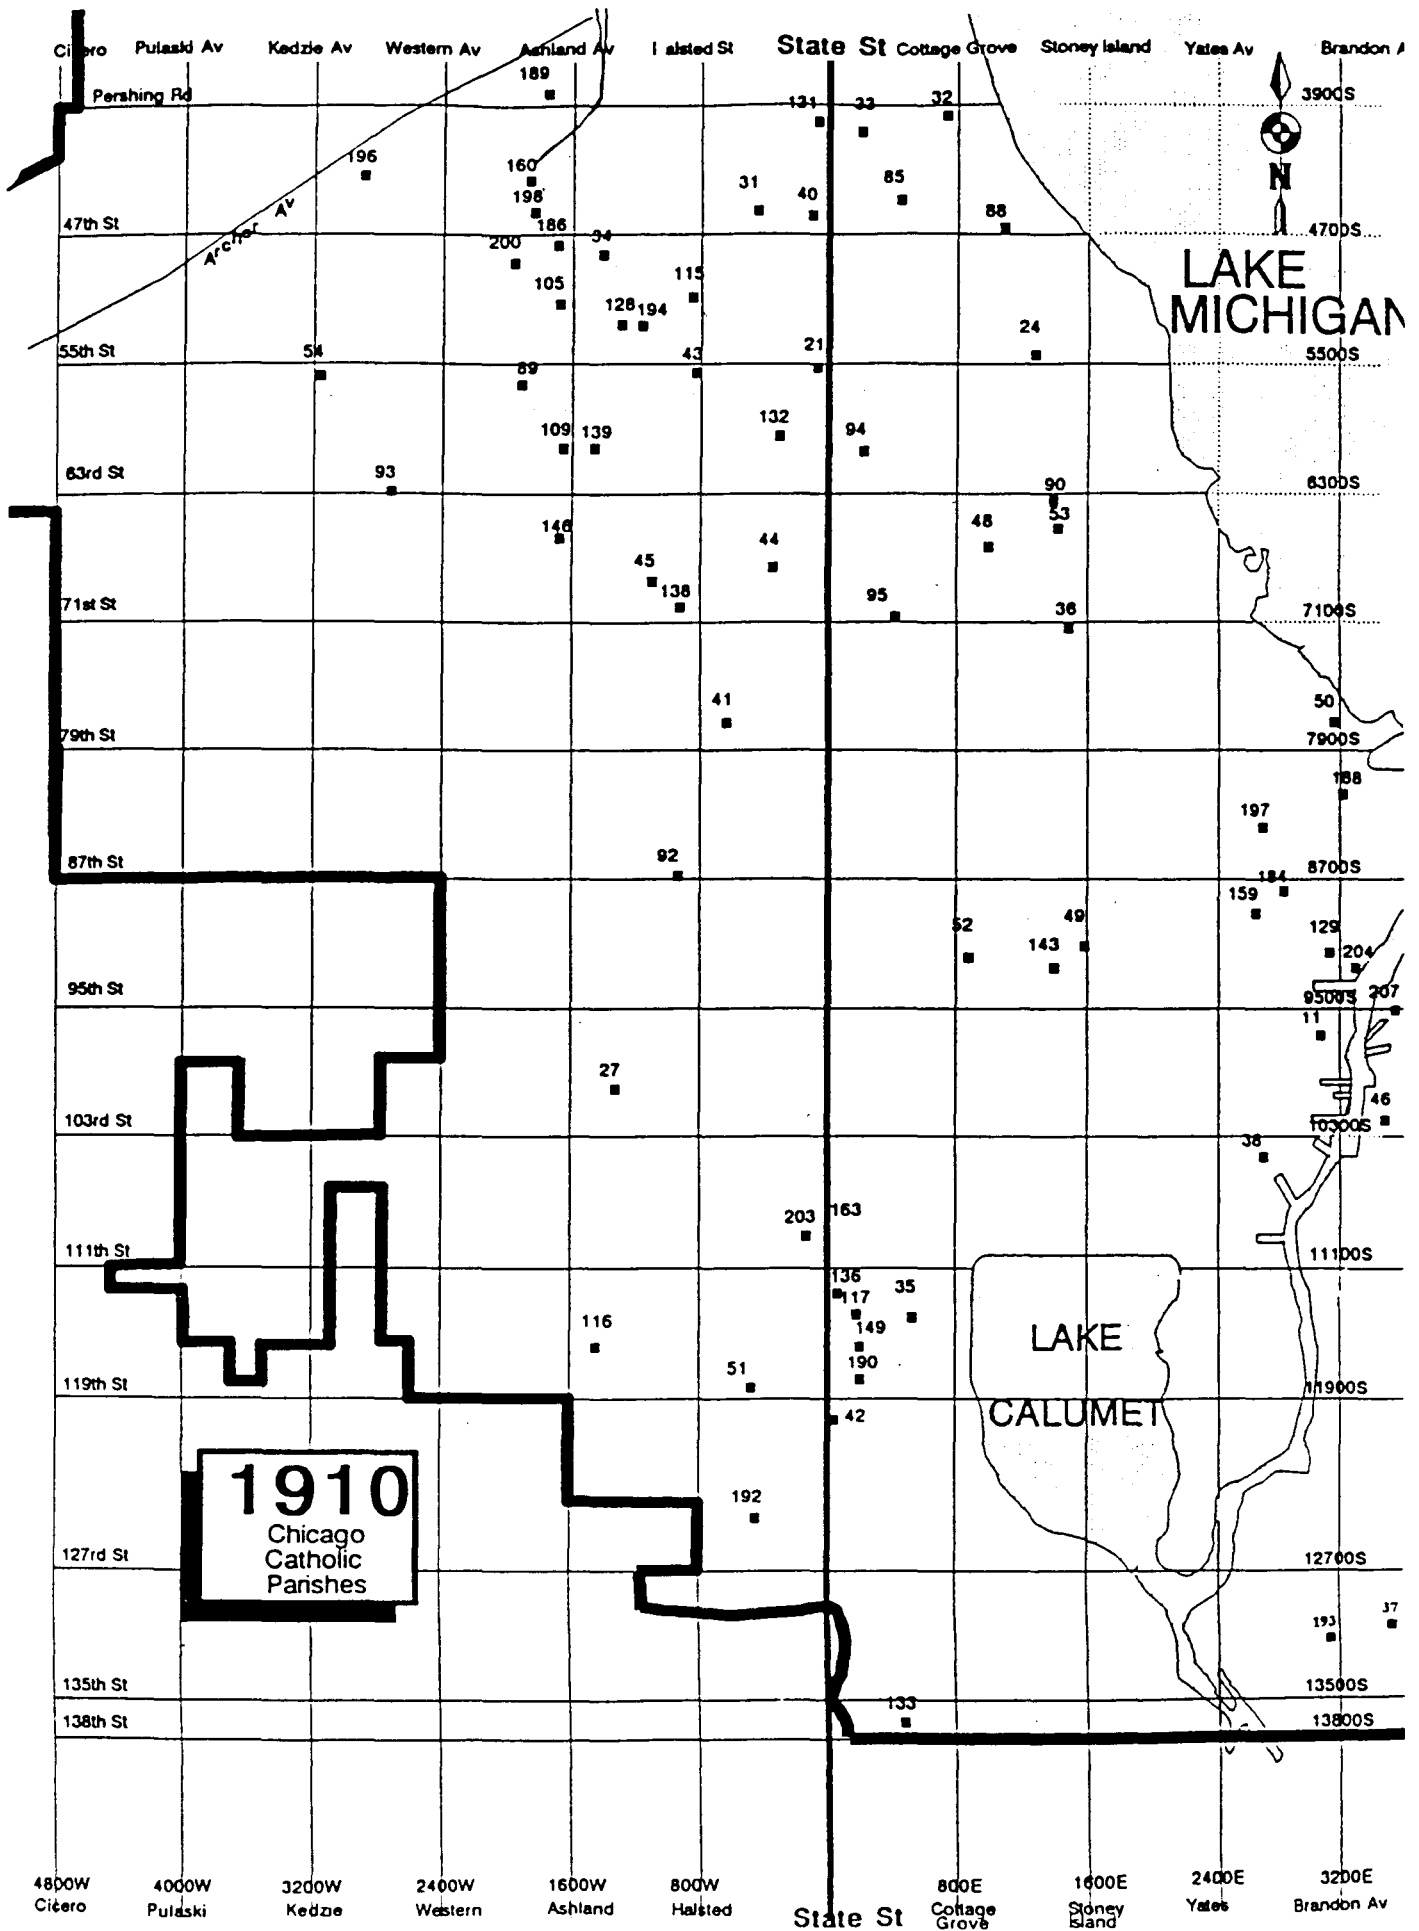 Cicero Pulaski Av Kedzie Av Western Av Ashland Av Halsted St State St Cottage Grove Stoney Island Yates Av Brandon A
189
Pershing Rd 3900S
131 33 32
196 160 N
198 31 40 85 88
Archer Av
47th St 4700S
186 34
200
LAKE
MICHIGAN
105 115
128 194
24
55th St 54 43 21 5500S
89
132 94
109 139
63rd St 93 6300S
90
53
146 48
44
45
138
71st St 95 36 7100S
41 50
79th St 7900S
188
197
87th St 92 8700S
184
159
52 49 129
143 204
95th St 9500S 207
11
27
46
103rd St 10300S
38
203 163
111th St 11100S
136
117 35
116 149
LAKE
51 190
119th St 11900S
42 CALUMET
1910
Chicago
Catholic
Parishes
192
127rd St 12700S
193 37
135th St 13500S
133
138th St 13800S
4800W 4000W 3200W 2400W 1600W 800W 800E 1600E 2400E 3200E
Cicero Pulaski Kedzie Western Ashland Halsted State St Cottage Grove Stoney Island Yates Brandon Av